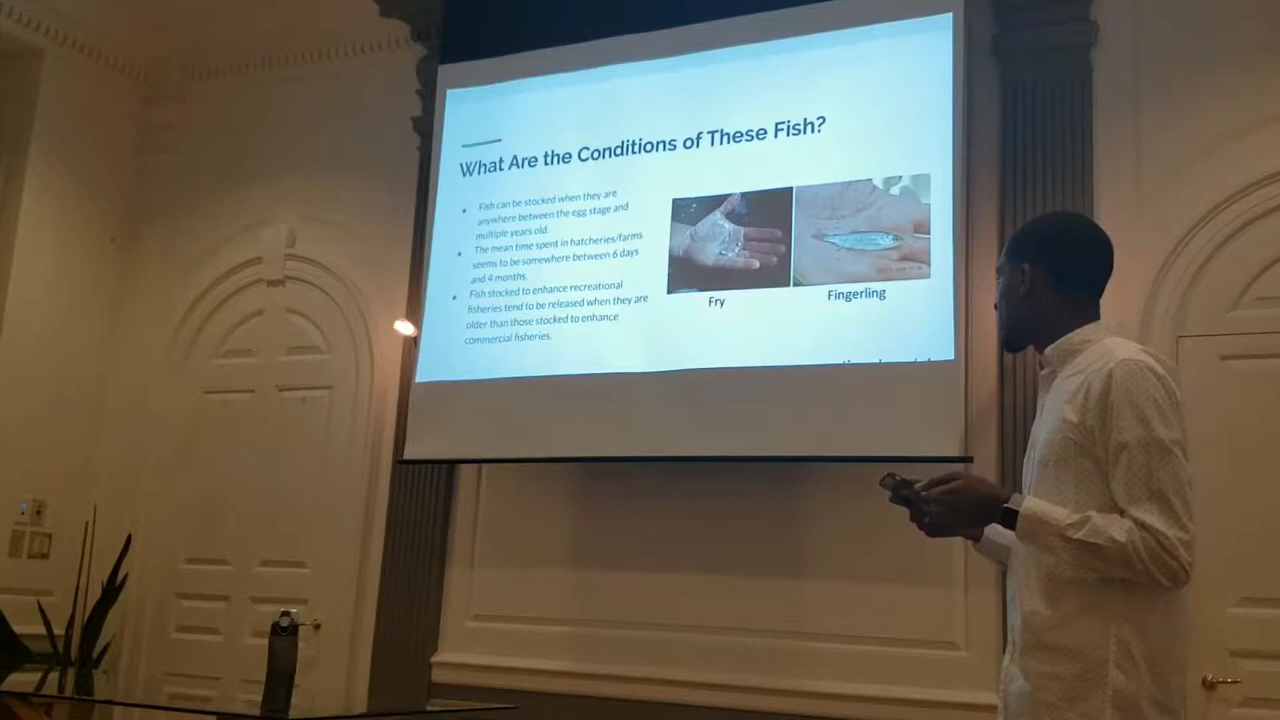 What Are the Conditions of These Fish?
Fish can be stocked when they are
anywhere between the egg stage and
multiple years old.
The mean time spent in hatcheries/farms
seems to be somewhere between 6 days
and 4 months.
Fish stocked to enhance recreational
fisheries tend to be released when they are
older than those stocked to enhance
commercial fisheries.
Fry
Fingerling